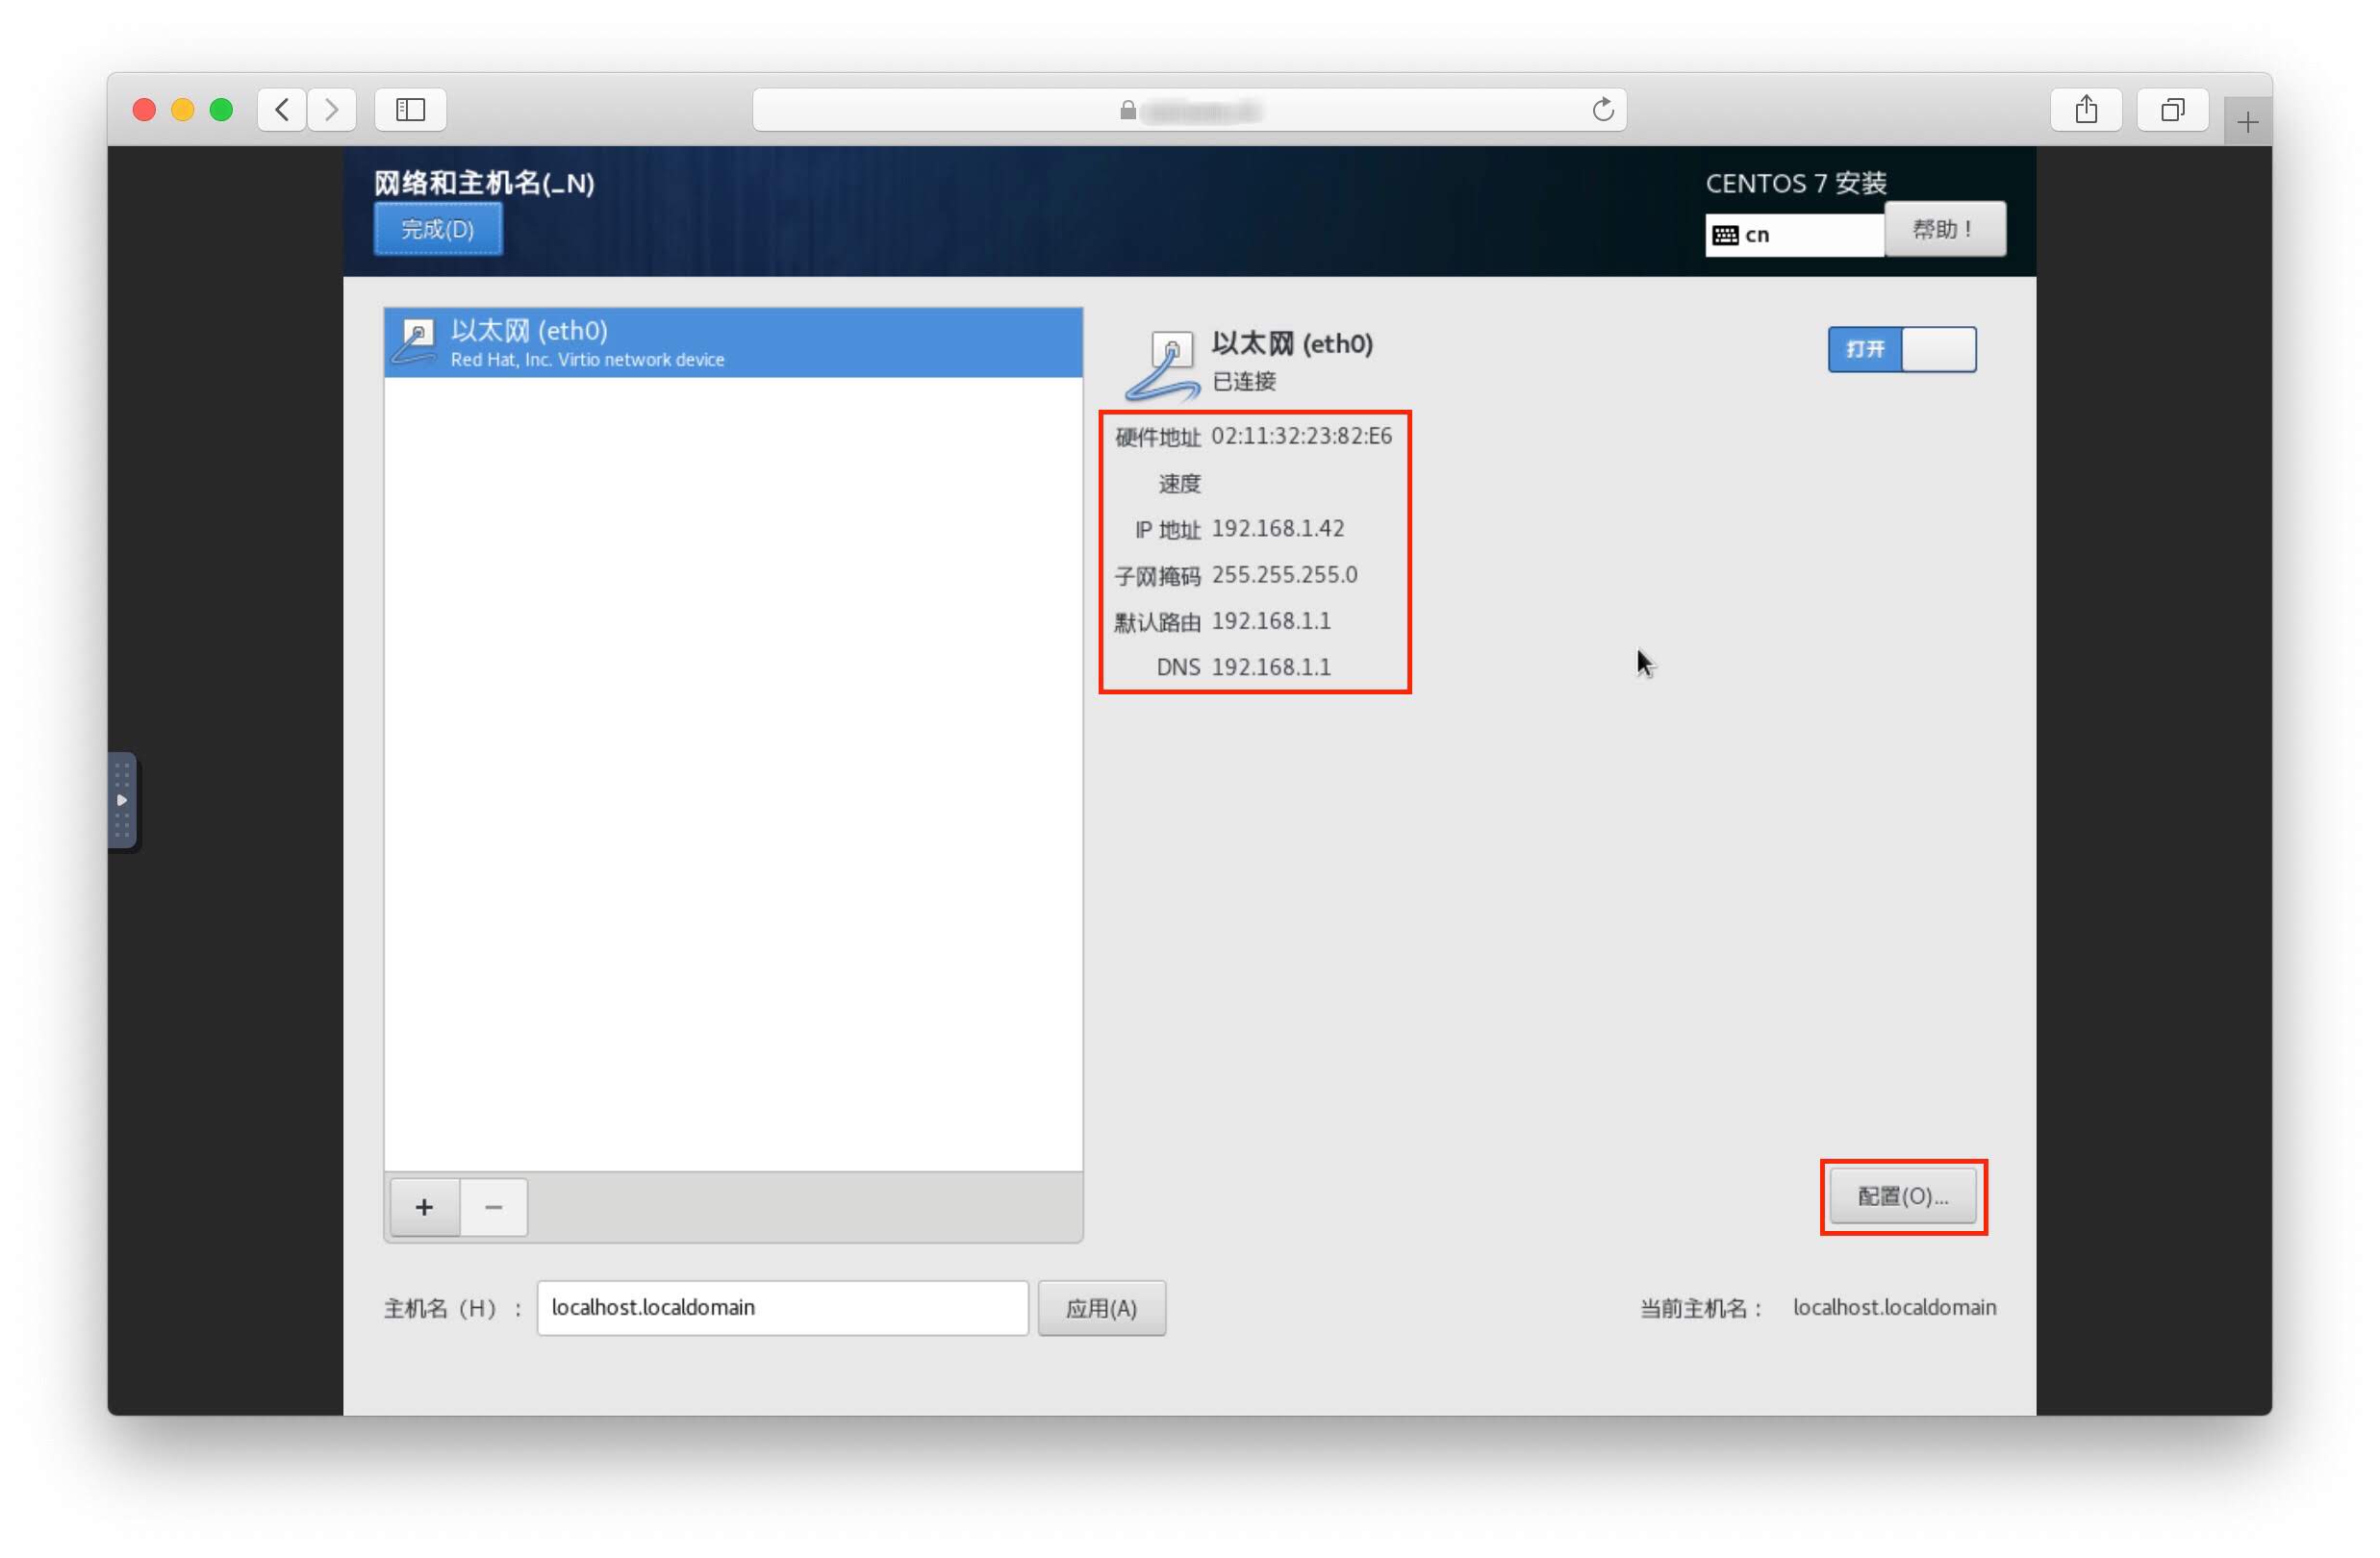 网络和主机名(_N)
完成(D)
CENTOS 7 安装
cn
帮助！
以太网 (eth0)
Red Hat, Inc. Virtio network device
以太网 (eth0)
已连接
打开
硬件地址 02:11:32:23:82:E6
速度
IP 地址 192.168.1.42
子网掩码 255.255.255.0
默认路由 192.168.1.1
DNS 192.168.1.1
配置(O)...
主机名（H）： localhost.localdomain 应用(A)
当前主机名： localhost.localdomain